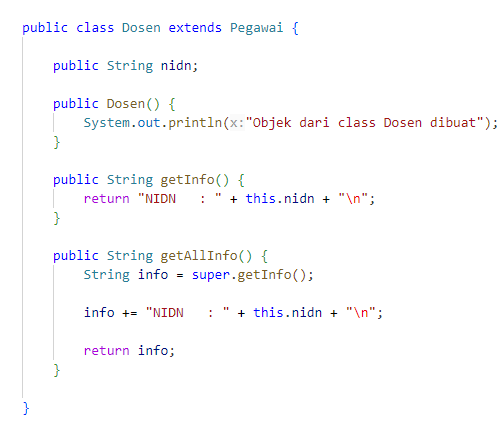 public class Dosen extends Pegawai {
public String nidn;
public Dosen() {
System.out.println(x:"Objek dari class Dosen dibuat");
}
public String getInfo() {
return "NIDN   : " + this.nidn + "\n";
}
public String getAllInfo() {
String info = super.getInfo();
info += "NIDN   : " + this.nidn + "\n";
return info;
}
}